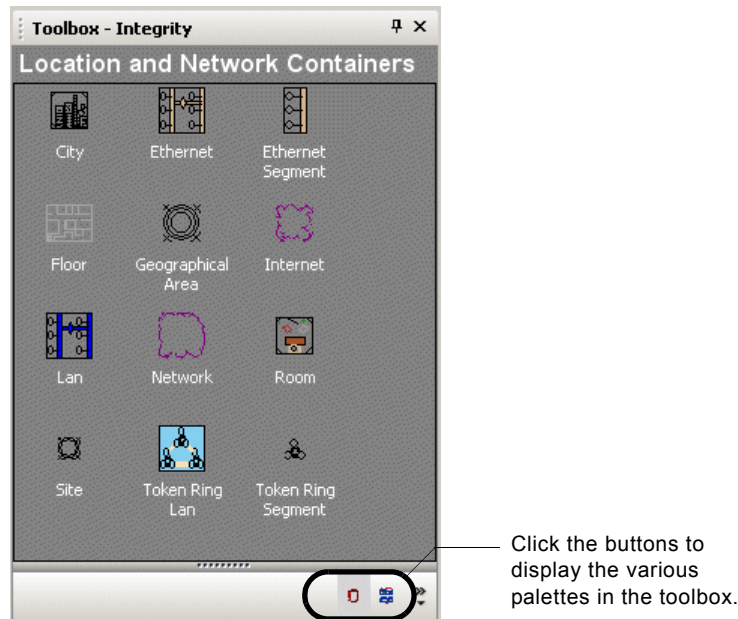 Toolbox - Integrity
Location and Network Containers
City
Ethernet
Ethernet
Segment
Floor
Geographical
Area
Internet
Lan
Network
Room
Site
Token Ring
Lan
Token Ring
Segment
Click the buttons to
display the various
palettes in the toolbox.